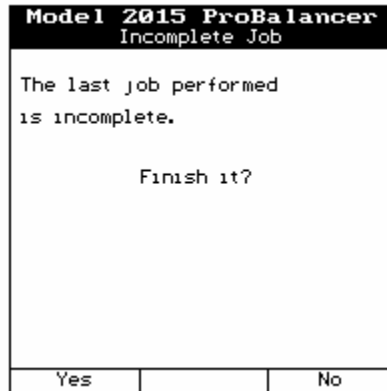 Model 2015 ProBalancer
Incomplete Job
The last job performed
is incomplete.
Finish it?
Yes No